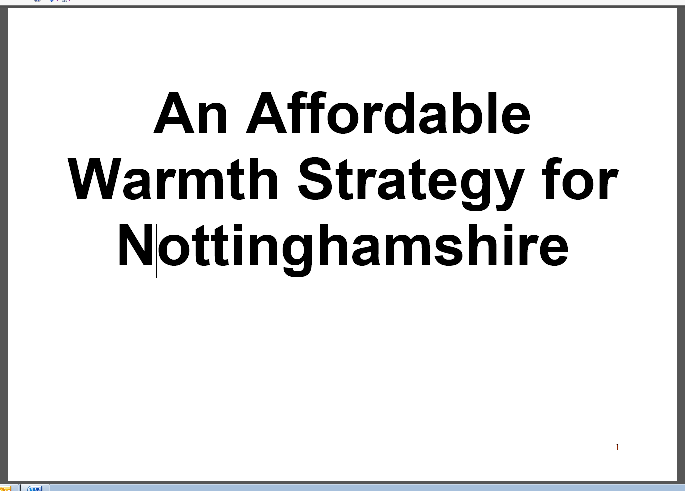 An Affordable
Warmth Strategy for
Nottinghamshire
1